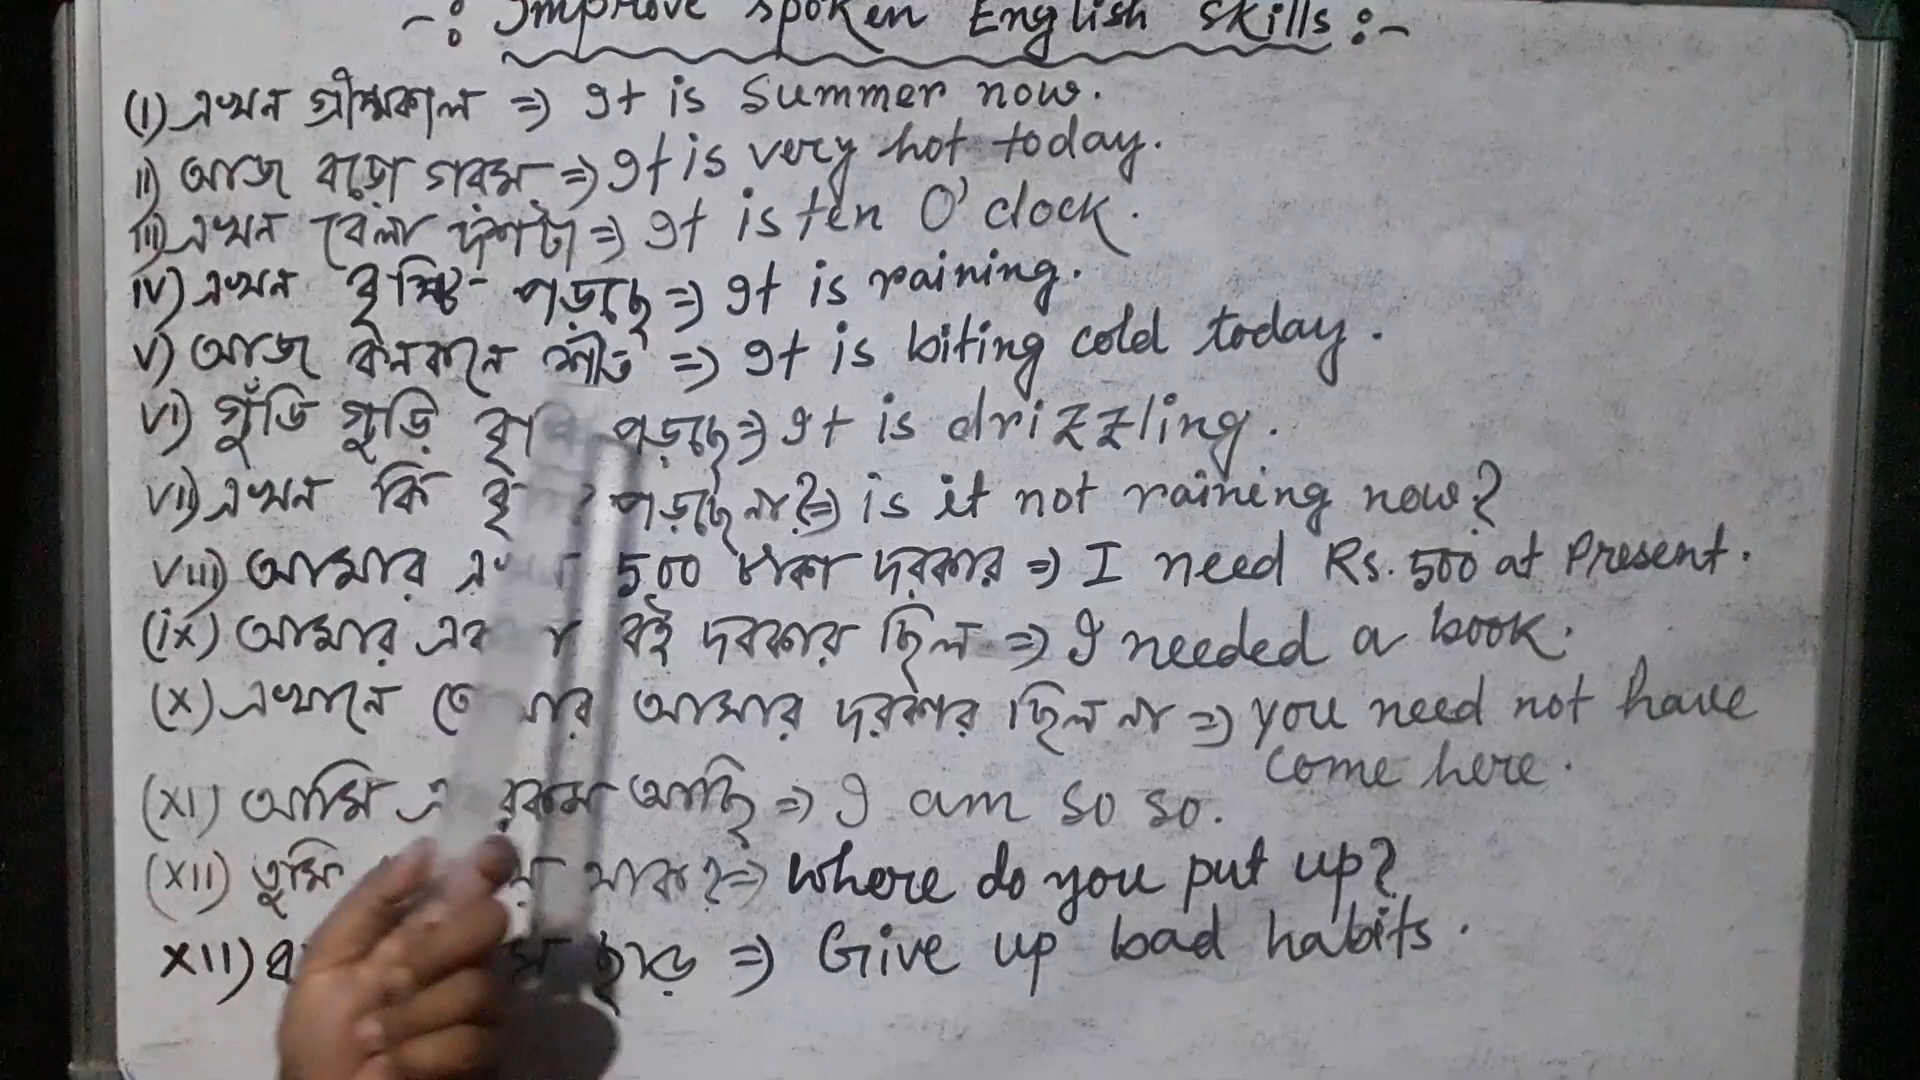 -: Improve spoken English skills :-
(i) এখন গ্রীষ্মকাল => It is Summer now.
ii) আজ বড়ো গরম => It is very hot today.
iii) এখন বেলা দশটা => It is ten O'clock.
iv) এখন বৃষ্টি পড়ছে => It is raining.
v) আজ কনকনে শীত => It is biting cold today.
vi) গুঁড়ি গুড়ি পড়ছে => It is drizzling.
vii) এখন কি পড়ছে না? => is it not raining now?
viii) আমার 500 টাকা দরকার => I need Rs. 500 at Present.
(ix) আমার বই দরকার ছিল => I needed a book.
(x) এখানে আসার দরকার ছিল না => you need not have
come here.
(xi) আমি আছি => I am so so.
(xii) তুমি থাক? => Where do you put up?
xii) ছাড় => Give up bad habits.